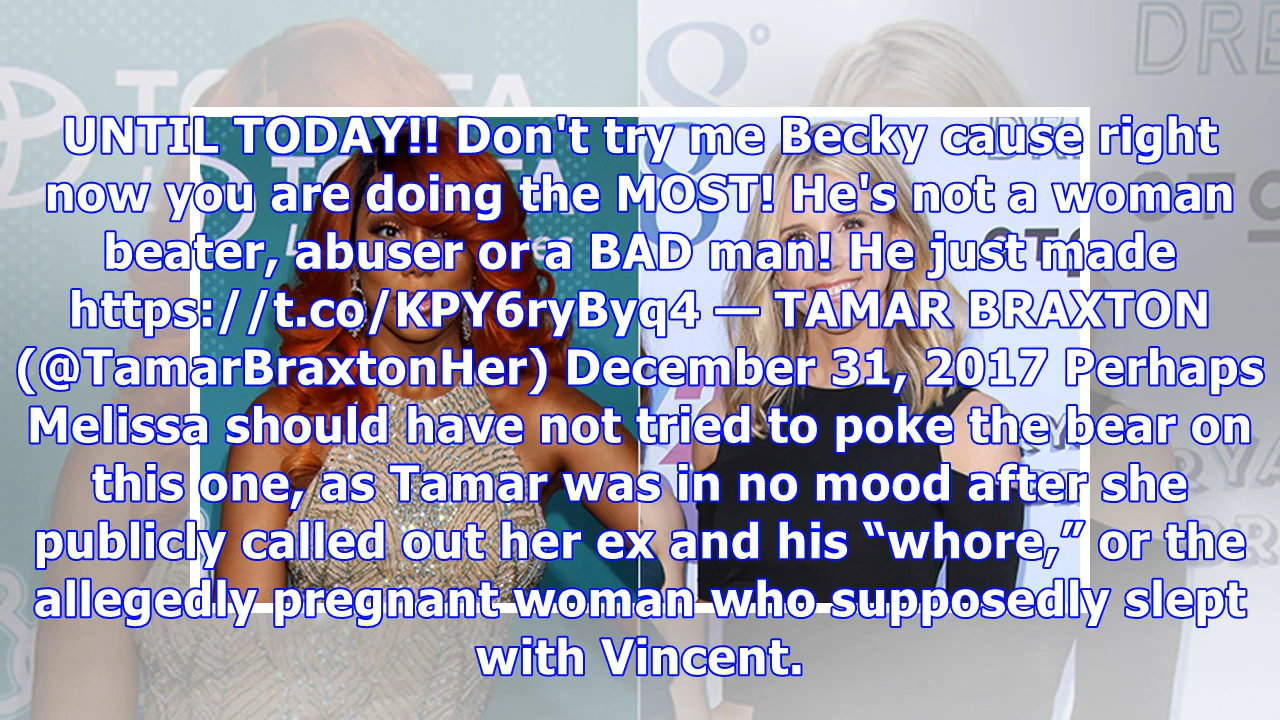 UNTIL TODAY!! Don't try me Becky cause right
now you are doing the MOST! He's not a woman
beater, abuser or a BAD man! He just made
https://t.co/KPY6ryByq4 — TAMAR BRAXTON
(@TamarBraxtonHer) December 31, 2017 Perhaps
Melissa should have not tried to poke the bear on
this one, as Tamar was in no mood after she
publicly called out her ex and his “whore,” or the
allegedly pregnant woman who supposedly slept
with Vincent.